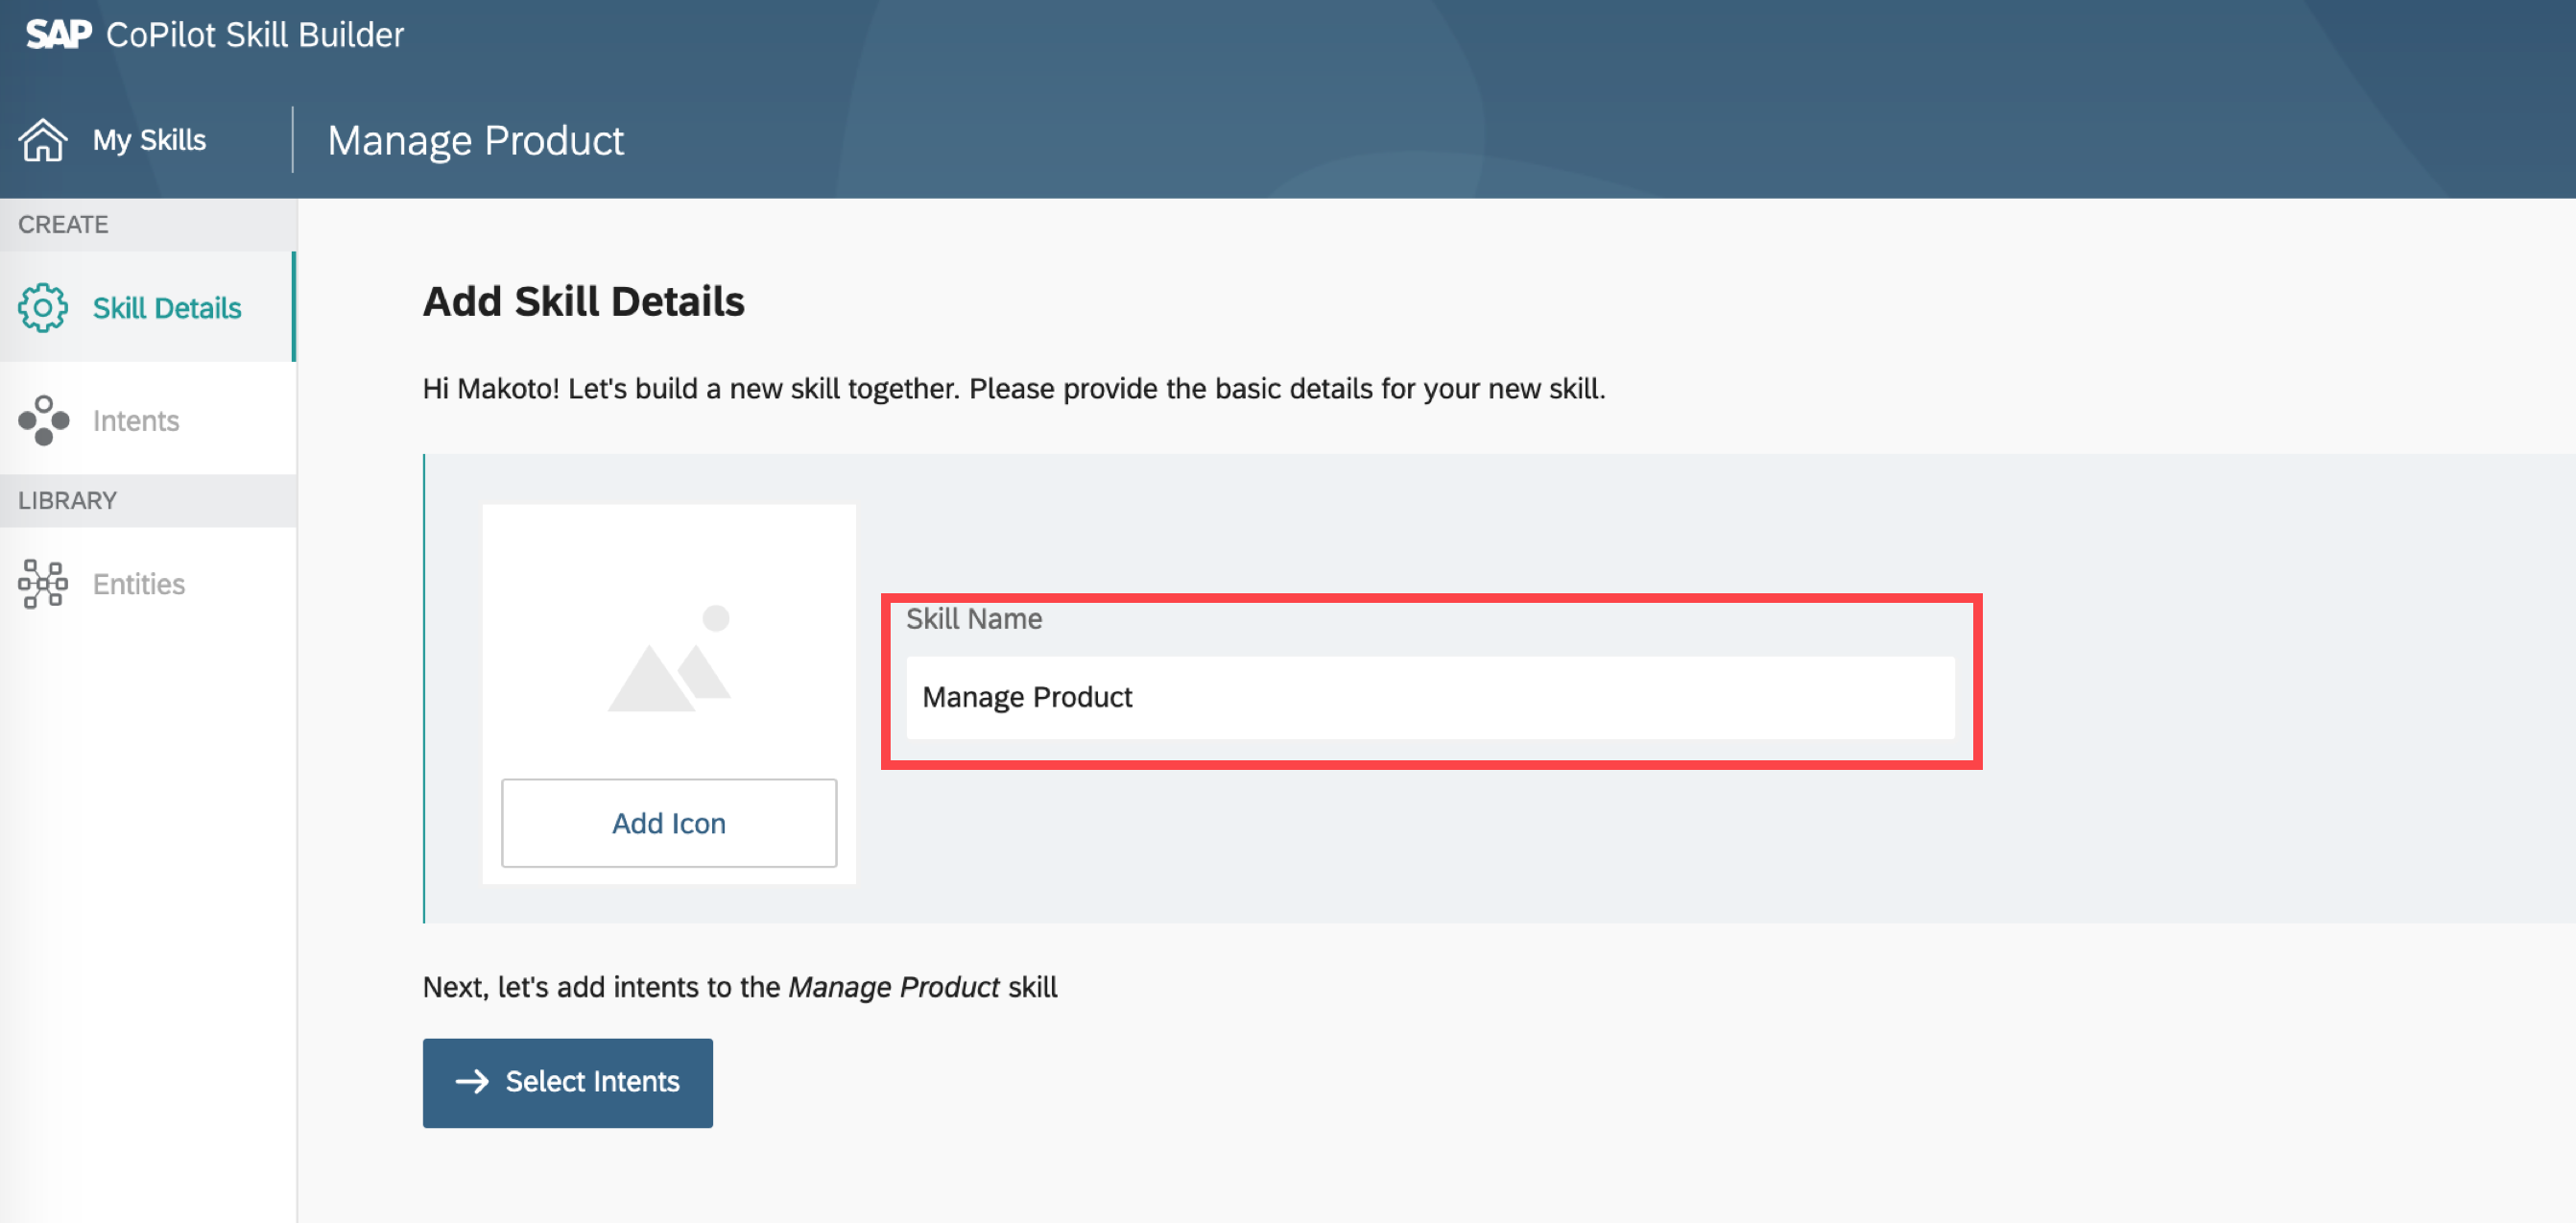 SAP CoPilot Skill Builder
My Skills
Manage Product
CREATE
Skill Details
Intents
LIBRARY
Entities
Add Skill Details
Hi Makoto! Let's build a new skill together. Please provide the basic details for your new skill.
Add Icon
Skill Name
Manage Product
Next, let's add intents to the Manage Product skill
Select Intents